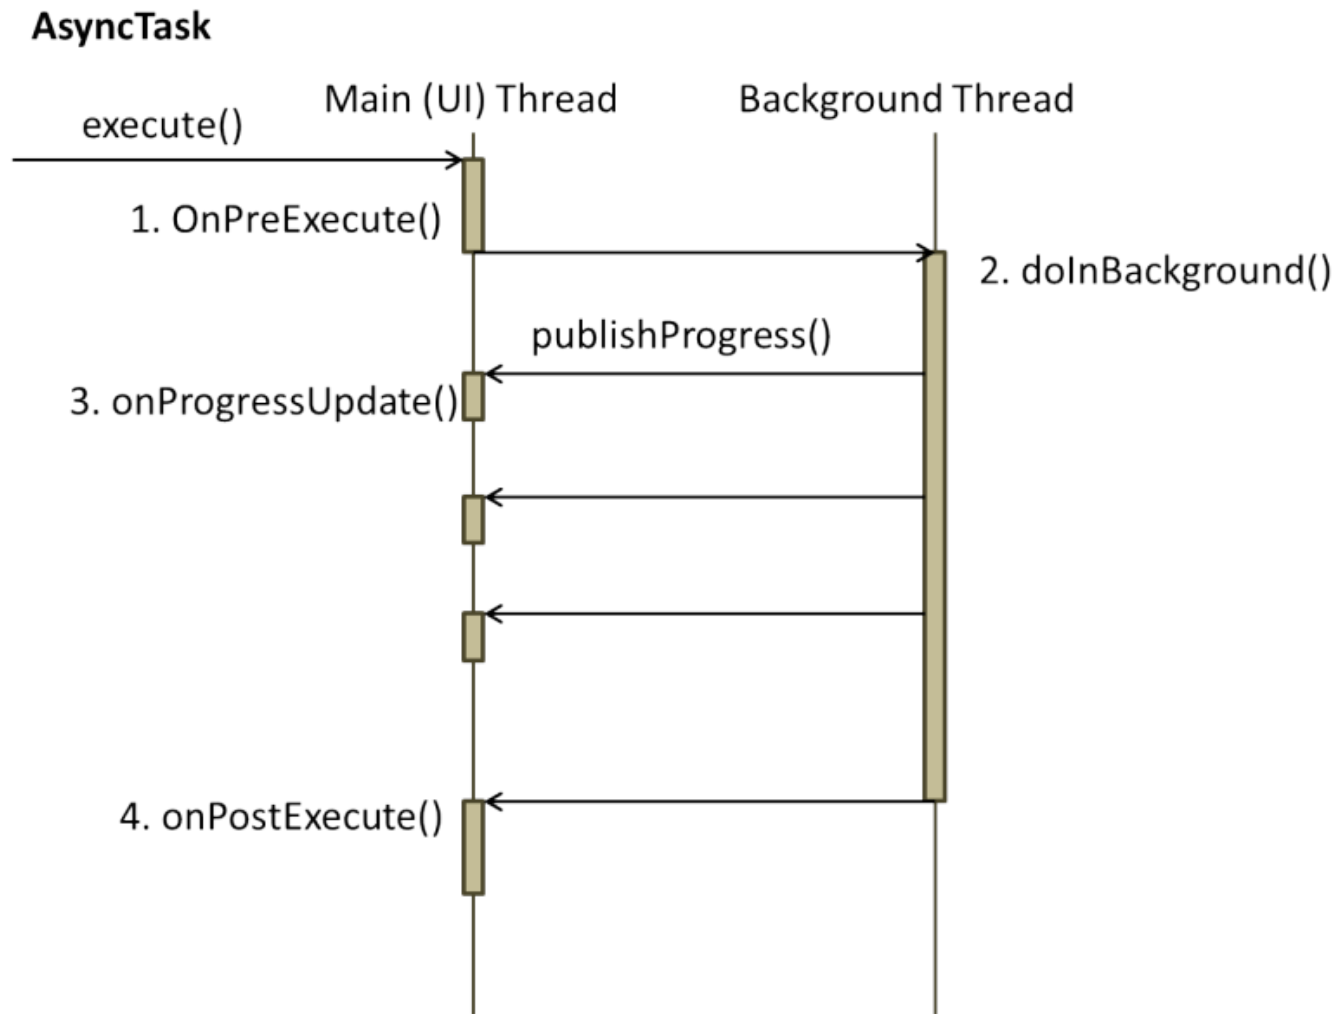 AsyncTask
Main (UI) Thread
Background Thread
execute()
1. OnPreExecute()
2. doInBackground()
publishProgress()
3. onProgressUpdate()
4. onPostExecute()